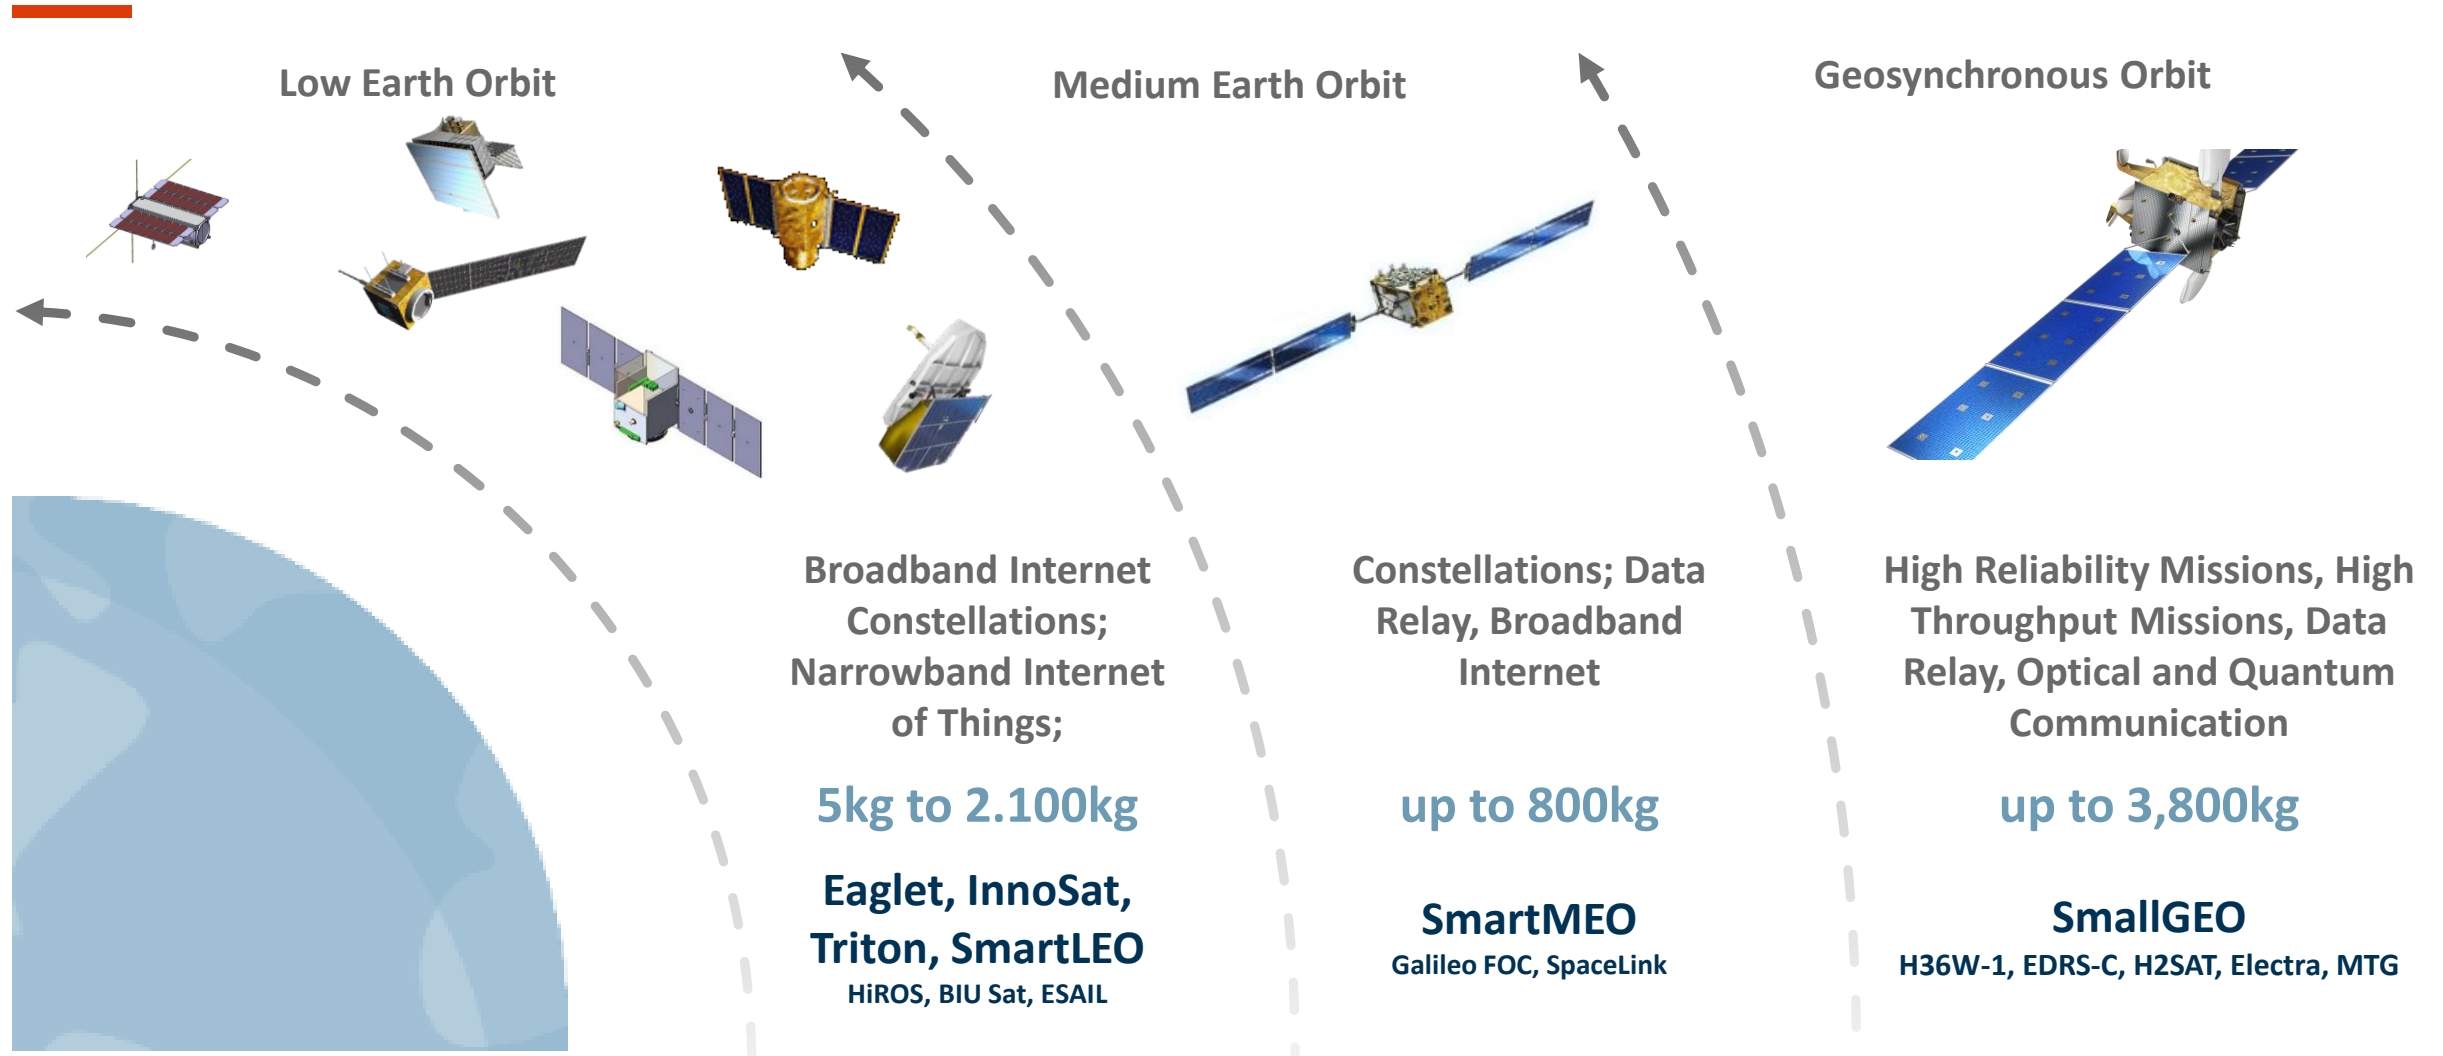 Low Earth Orbit
Medium Earth Orbit
Geosynchronous Orbit
Broadband Internet
Constellations;
Narrowband Internet
of Things;
5kg to 2.100kg
Eaglet, InnoSat,
Triton, SmartLEO
HiROS, BIU Sat, ESAIL
Constellations; Data
Relay, Broadband
Internet
up to 800kg
SmartMEO
Galileo FOC, SpaceLink
High Reliability Missions, High
Throughput Missions, Data
Relay, Optical and Quantum
Communication
up to 3,800kg
SmallGEO
H36W-1, EDRS-C, H2SAT, Electra, MTG